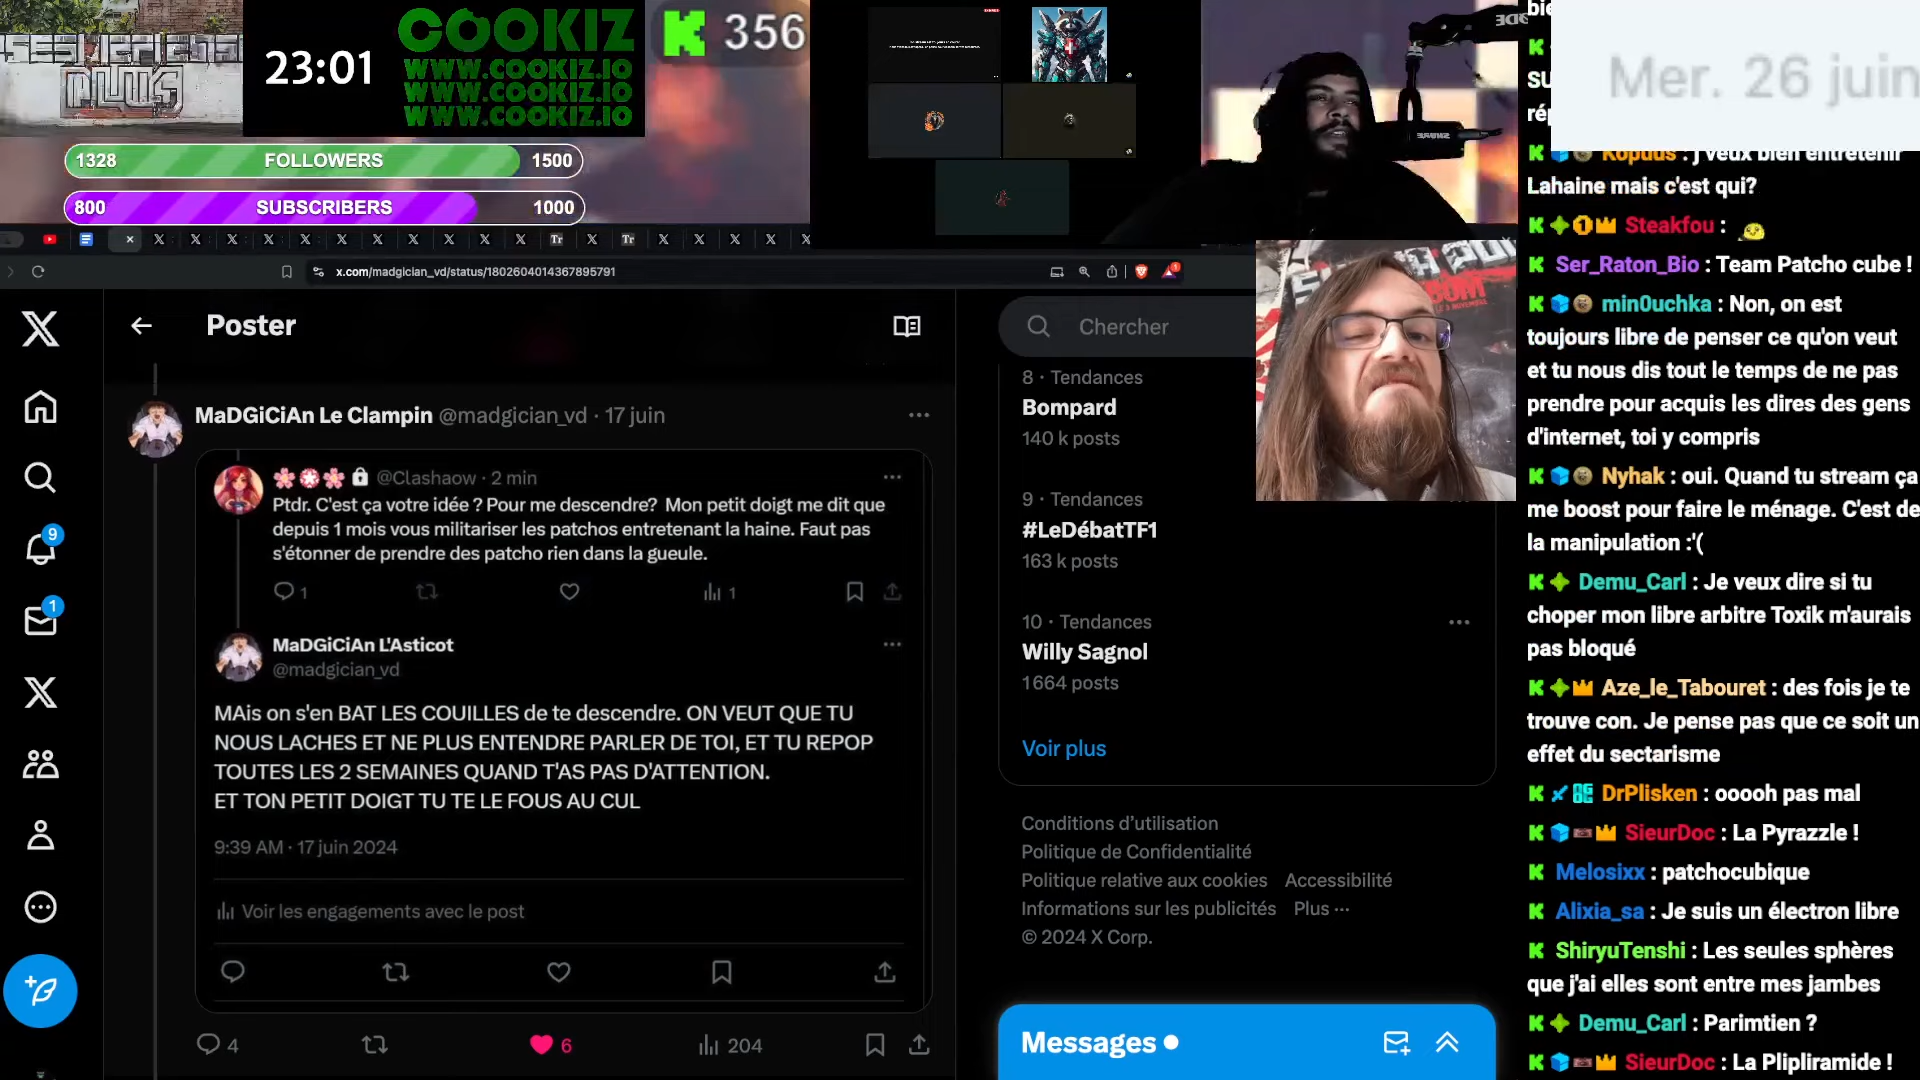 23:01
COOKIZ
WWW.COOKIZ.IO
WWW.COOKIZ.IO
WWW.COOKIZ.IO
356
1328 FOLLOWERS 1500
800 SUBSCRIBERS 1000
x.com/madgician_vd/status/1802604014367895791
Poster
MaDGiCiAn Le Clampin @madgician_vd · 17 juin
@Clashaow · 2 min
Ptdr. C'est ça votre idée ? Pour me descendre? Mon petit doigt me dit que
depuis 1 mois vous militariser les patchos entretenant la haine. Faut pas
s'étonner de prendre des patcho rien dans la gueule.
1
1
MaDGiCiAn L'Asticot
@madgician_vd
MAis on s'en BAT LES COUILLES de te descendre. ON VEUT QUE TU
NOUS LACHES ET NE PLUS ENTENDRE PARLER DE TOI, ET TU REPOP
TOUTES LES 2 SEMAINES QUAND T'AS PAS D'ATTENTION.
ET TON PETIT DOIGT TU TE LE FOUS AU CUL
9:39 AM · 17 juin 2024
Voir les engagements avec le post
4
6
204
9
1
Chercher
8 · Tendances
Bompard
140 k posts
9 · Tendances
#LeDébatTF1
163 k posts
10 · Tendances
Willy Sagnol
1 664 posts
Voir plus
Conditions d'utilisation
Politique de Confidentialité
Politique relative aux cookies Accessibilité
Informations sur les publicités Plus ···
© 2024 X Corp.
Messages
Mer. 26 juin
Kopuus : j'veux bien entretenir
Lahaine mais c'est qui?
Steakfou :
Ser_Raton_Bio : Team Patcho cube !
min0uchka : Non, on est
toujours libre de penser ce qu'on veut
et tu nous dis tout le temps de ne pas
prendre pour acquis les dires des gens
d'internet, toi y compris
Nyhak : oui. Quand tu stream ça
me boost pour faire le ménage. C'est de
la manipulation :'(
Demu_Carl : Je veux dire si tu
choper mon libre arbitre Toxik m'aurais
pas bloqué
Aze_le_Tabouret : des fois je te
trouve con. Je pense pas que ce soit un
effet du sectarisme
DrPlisken : ooooh pas mal
SieurDoc : La Pyrazzle !
Melosixx : patchocubique
Alixia_sa : Je suis un électron libre
ShiryuTenshi : Les seules sphères
que j'ai elles sont entre mes jambes
Demu_Carl : Parimtien ?
SieurDoc : La Plipliramide !